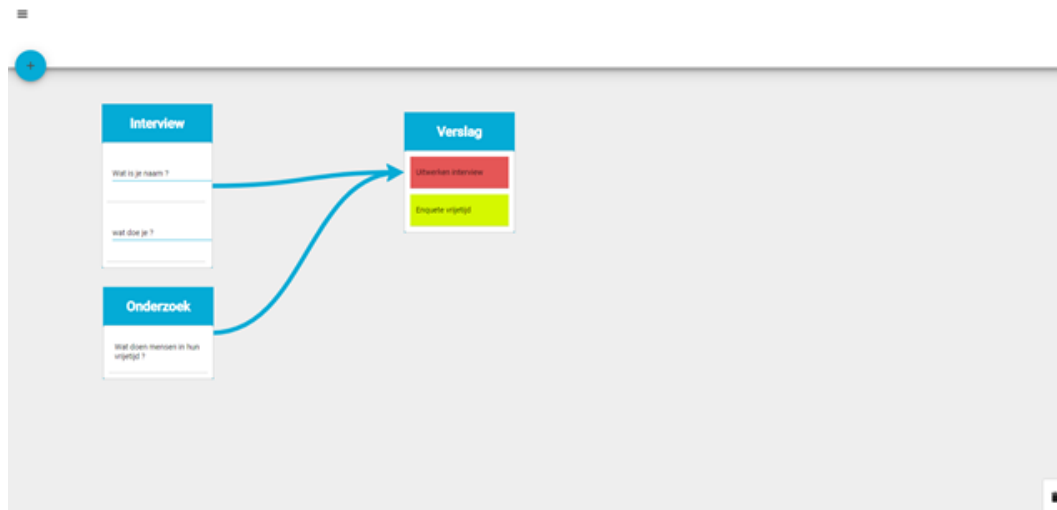 Interview
Wat is je naam ?
wat doe je ?
Onderzoek
Wat doen mensen in hun
vrijetijd ?
Verslag
Uitwerken interview
Enquete vrijetijd